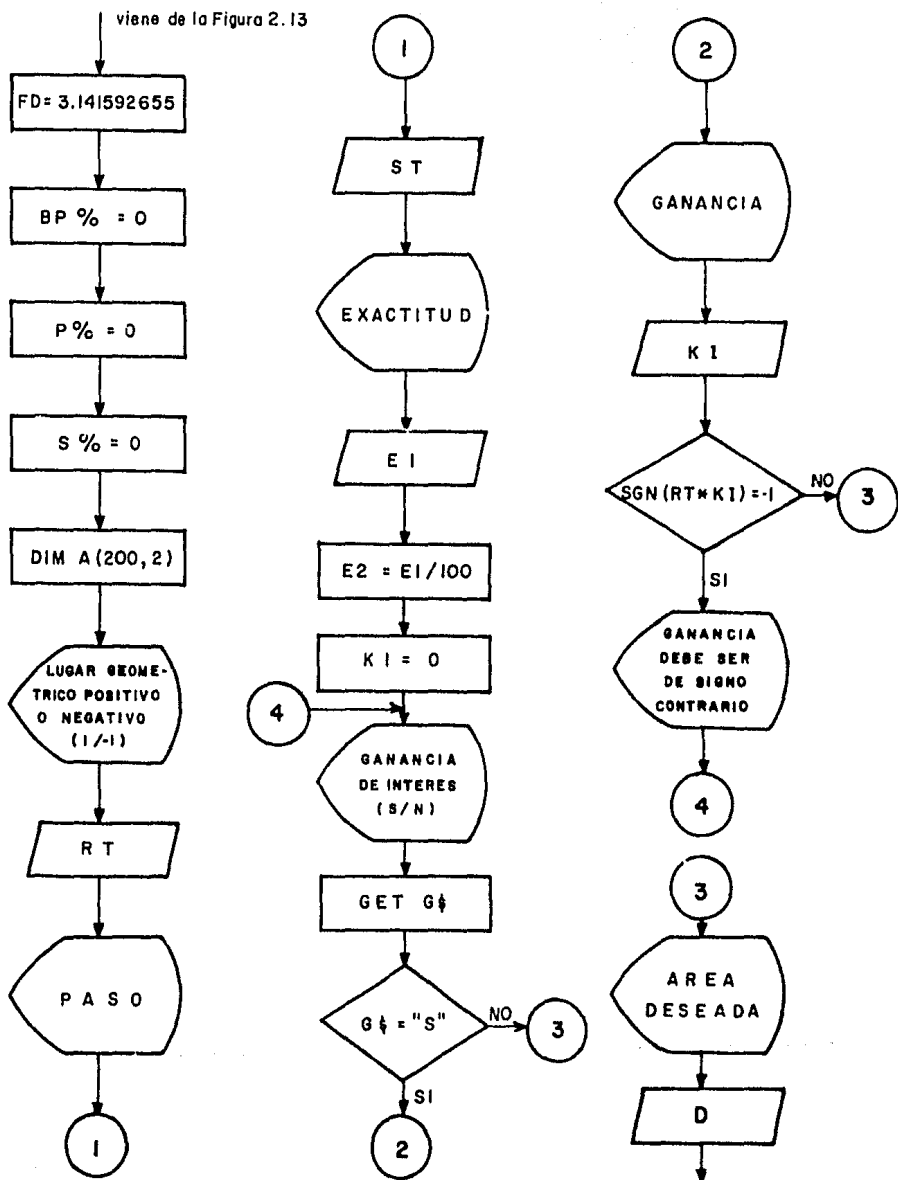 viene de la Figura 2.13
FD= 3.141592655
BP% = 0
P% = 0
S% = 0
DIM A(200,2)
LUGAR GEOME-
TRICO POSITIVO
O NEGATIVO
(1/-1)
RT
PASO
1
1
ST
EXACTITUD
E1
E2 = E1/100
K1 = 0
4
GANANCIA
DE INTERES
(S/N)
GET G$
G$ = "S"
NO
3
SI
2
2
GANANCIA
K1
SGN(RT*K1)=-1
NO
3
SI
GANANCIA
DEBE SER
DE SIGNO
CONTRARIO
4
3
AREA
DESEADA
D